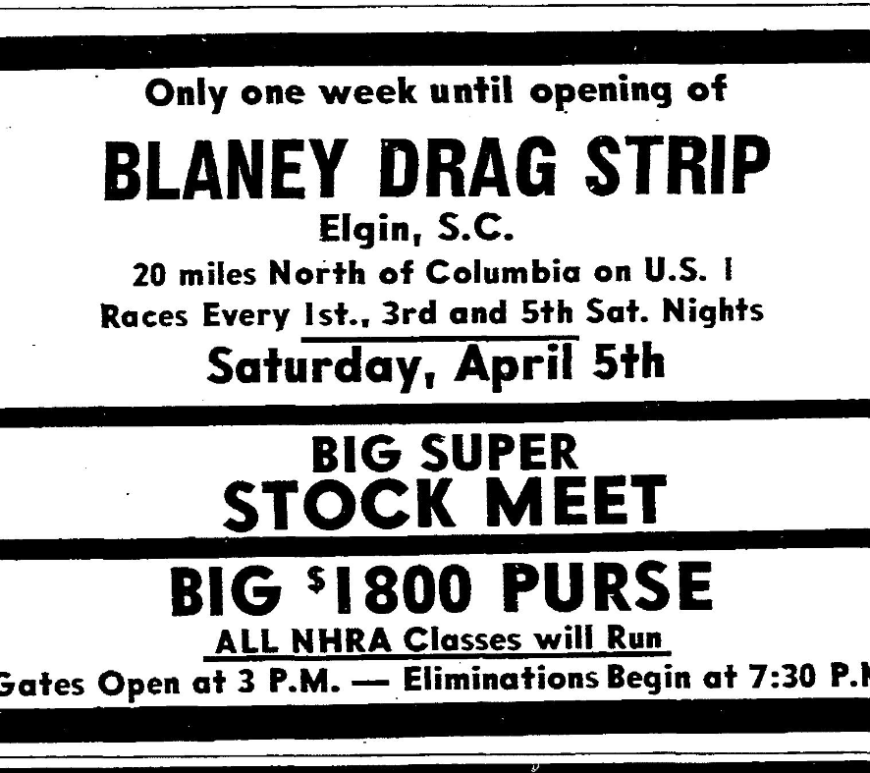 Only one week until opening of
BLANEY DRAG STRIP
Elgin, S.C.
20 miles North of Columbia on U.S. 1
Races Every 1st., 3rd and 5th Sat. Nights
Saturday, April 5th
BIG SUPER
STOCK MEET
BIG $1800 PURSE
ALL NHRA Classes will Run
Gates Open at 3 P.M. — Eliminations Begin at 7:30 P.M